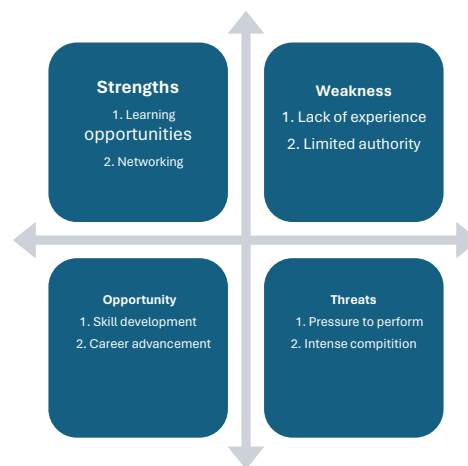 Strengths
1. Learning
opportunities
2. Networking
Weakness
1. Lack of experience
2. Limited authority
Opportunity
1. Skill development
2. Career advancement
Threats
1. Pressure to perform
2. Intense compitition